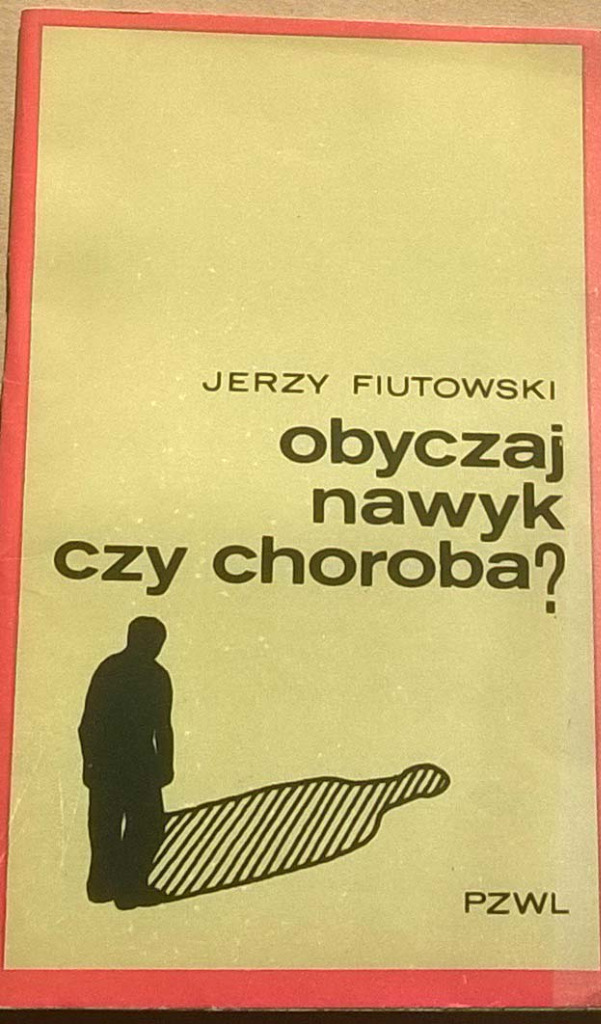 JERZY FIUTOWSKI
obyczaj
nawyk
czy choroba?
PZWL